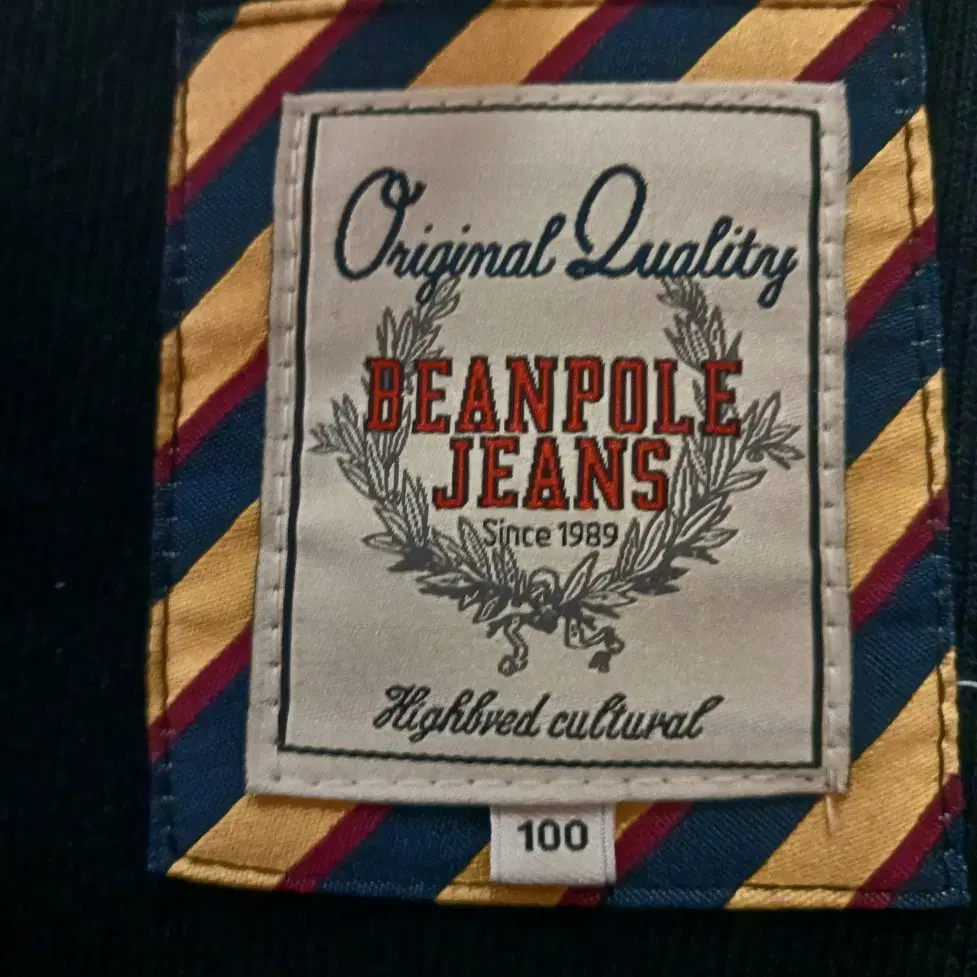 Original Quality
BEANPOLE
JEANS
Since 1989
Highbred cultural
100